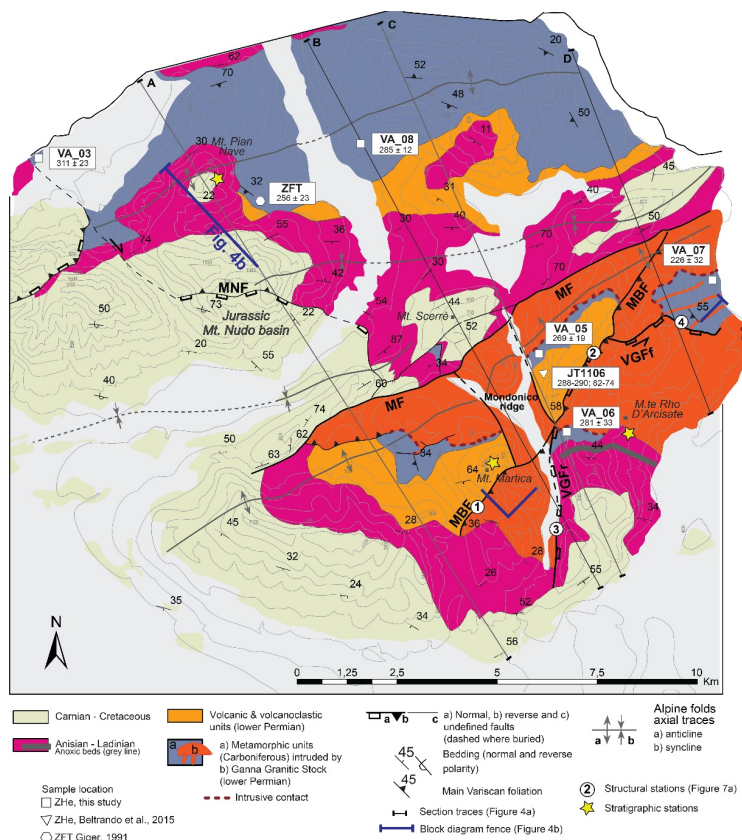 A
B
C
D
62
70
52
20
48
50
VA_03
311 ± 23
30
Mt. Pian
Nave
VA_08
285 ± 12
11
32
ZFT
256 ± 23
22
31
45
40
40
50
74
55
36
30
Fig. 4b
42
30
70
70
VA_07
226 ± 32
MNF
73
Jurassic
Mt. Nudo basin
22
50
54
44
Mt. Scerrè
52
MF
MBF
55
4
20
55
87
34
VA_05
269 ± 19
2
VGFf
40
60
JT1106
288-290; 82-74
Mondonico
ridge
58
M.te Rho
D'Arcisate
74
MF
VA_06
281 ± 33
50
62
63
34
44
64
Mt. Martica
VGFr
34
45
28
1
MBF
36
3
28
32
26
55
24
52
35
34
56
N
0 1,25 2,5 5 7,5 10
Km
Carnian - Cretaceous
Anisian - Ladinian
Anoxic beds (grey line)
Sample location
ZHe, this study
ZHe, Beltrando et al., 2015
ZFT Giger, 1991
Volcanic & volcanoclastic
units (lower Permian)
a b
a) Metamorphic units
(Carboniferous) intruded by
b) Ganna Granitic Stock
(lower Permian)
Intrusive contact
a b c
a) Normal, b) reverse and c)
undefined faults
(dashed where buried)
45 45
Bedding (normal and reverse
polarity)
45
Main Variscan foliation
Section traces (Figure 4a)
Block diagram fence (Figure 4b)
Alpine folds
axial traces
a) anticline
b) syncline
a b
2 Structural stations (Figure 7a)
Stratigraphic stations